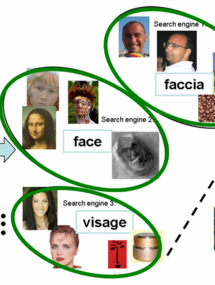 Search engine 1:
faccia
Search engine 2:
face
Search engine 3:
visage